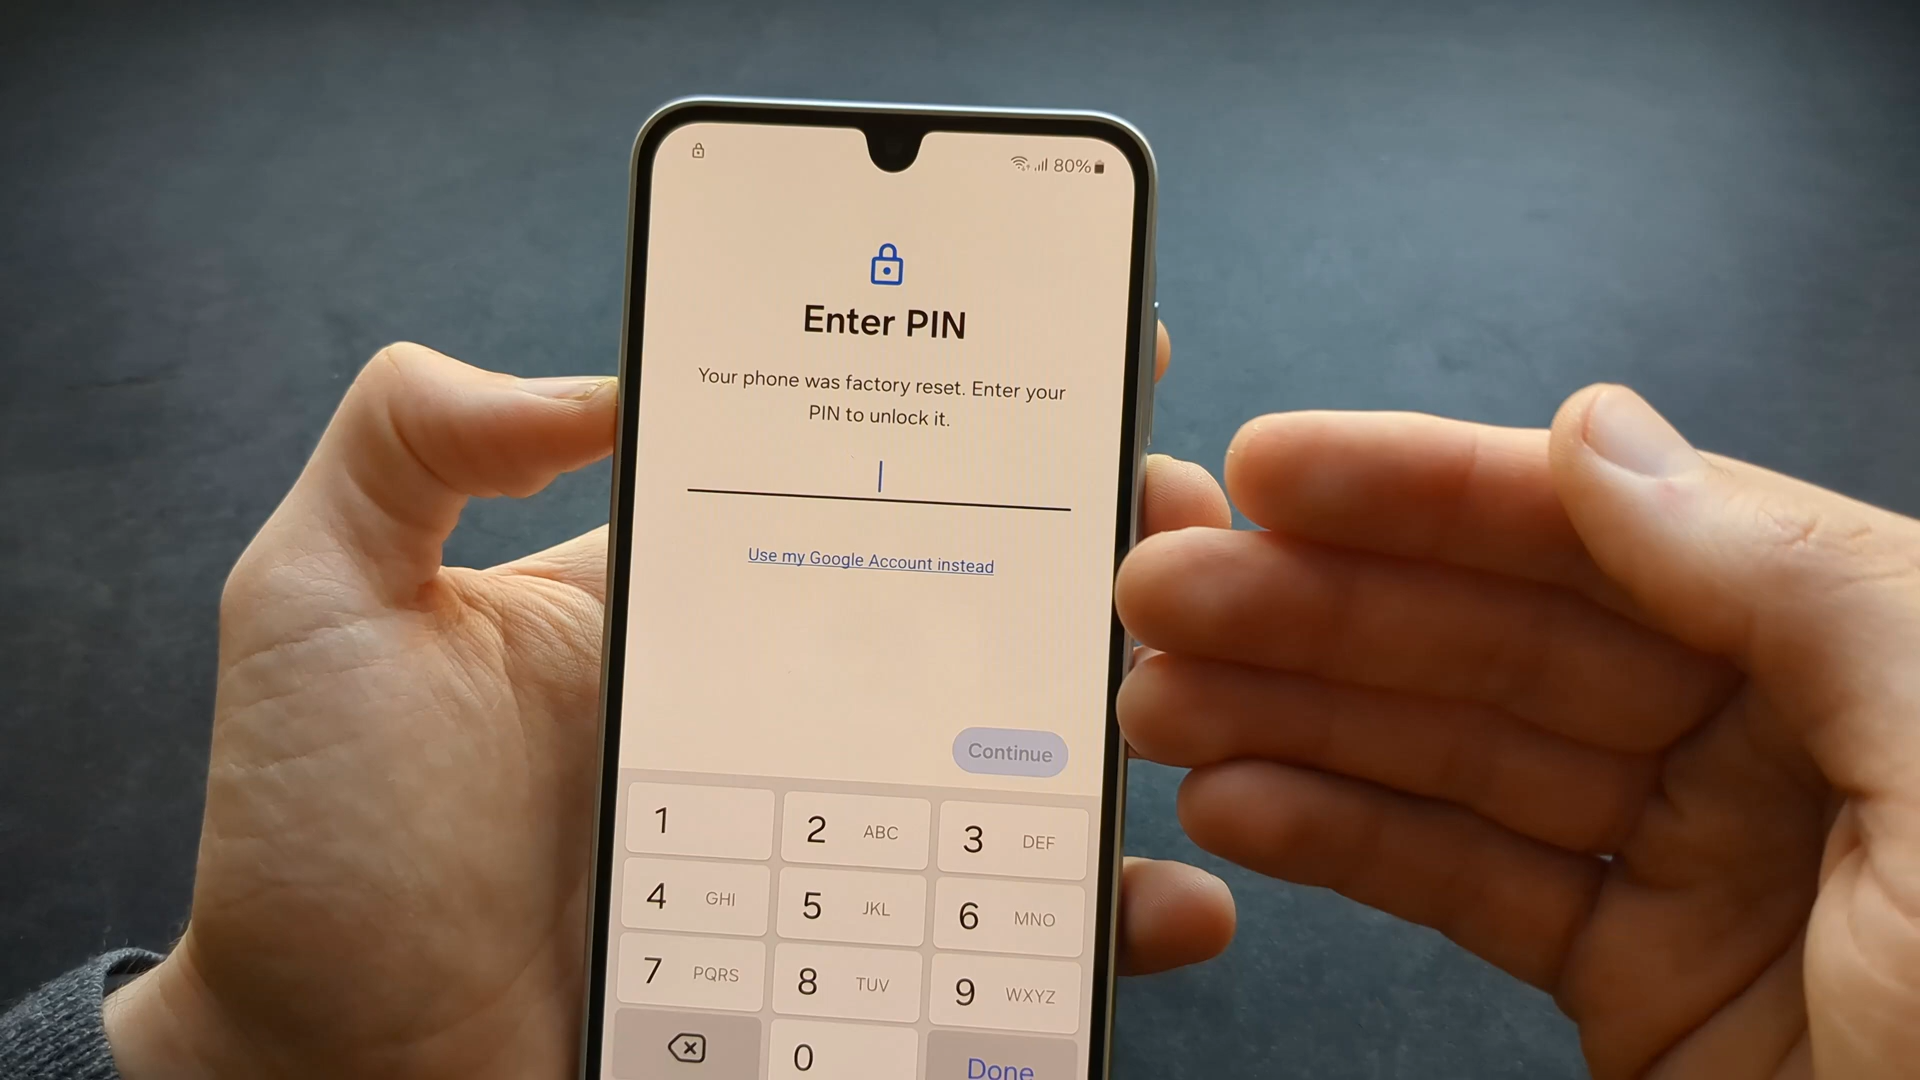 80%
Enter PIN
Your phone was factory reset. Enter your
PIN to unlock it.
Use my Google Account instead
Continue
1
2 ABC
3 DEF
4 GHI
5 JKL
6 MNO
7 PQRS
8 TUV
9 WXYZ
0
Done